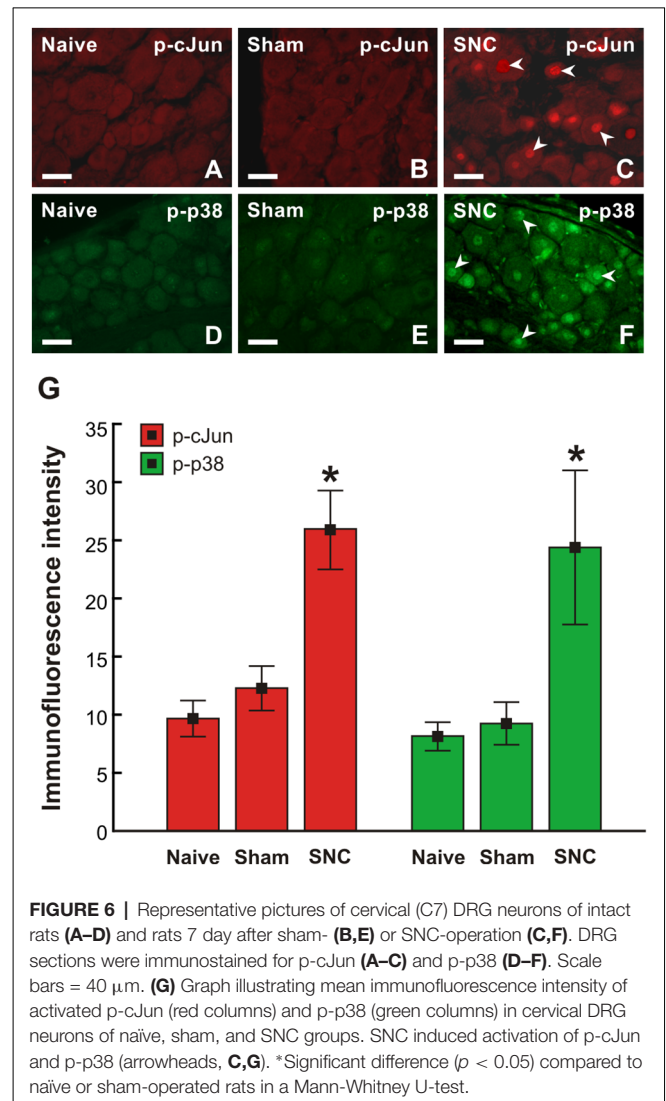 Naive p-cJun Sham p-cJun SNC p-cJun
A B C
Naive p-p38 Sham p-p38 SNC p-p38
D E F
G
Immunofluorescence intensity
35
30
25
20
15
10
5
0
p-cJun
p-p38
* *
Naive Sham SNC Naive Sham SNC
FIGURE 6 | Representative pictures of cervical (C7) DRG neurons of intact
rats (A–D) and rats 7 day after sham- (B,E) or SNC-operation (C,F). DRG
sections were immunostained for p-cJun (A–C) and p-p38 (D–F). Scale
bars = 40 μm. (G) Graph illustrating mean immunofluorescence intensity of
activated p-cJun (red columns) and p-p38 (green columns) in cervical DRG
neurons of naïve, sham, and SNC groups. SNC induced activation of p-cJun
and p-p38 (arrowheads, C,G). *Significant difference (p < 0.05) compared to
naïve or sham-operated rats in a Mann-Whitney U-test.